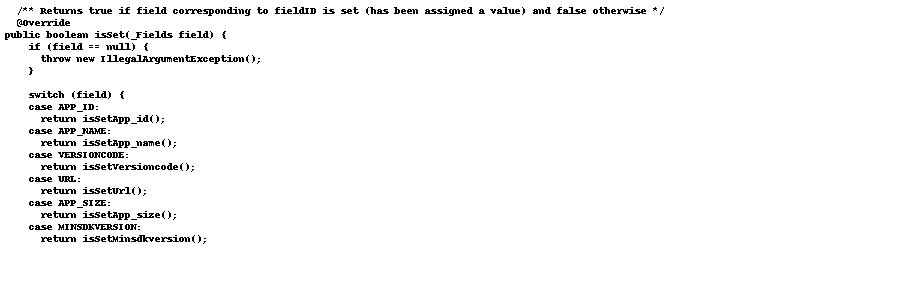 /** Returns true if field corresponding to fieldID is set (has been assigned a value) and false otherwise */
@Override
public boolean isSet(_Fields field) {
if (field == null) {
throw new IllegalArgumentException();
}
switch (field) {
case APP_ID:
return isSetApp_id();
case APP_NAME:
return isSetApp_name();
case VERSIONCODE:
return isSetVersioncode();
case URL:
return isSetUrl();
case APP_SIZE:
return isSetApp_size();
case MINSDKVERSION:
return isSetMinsdkversion();